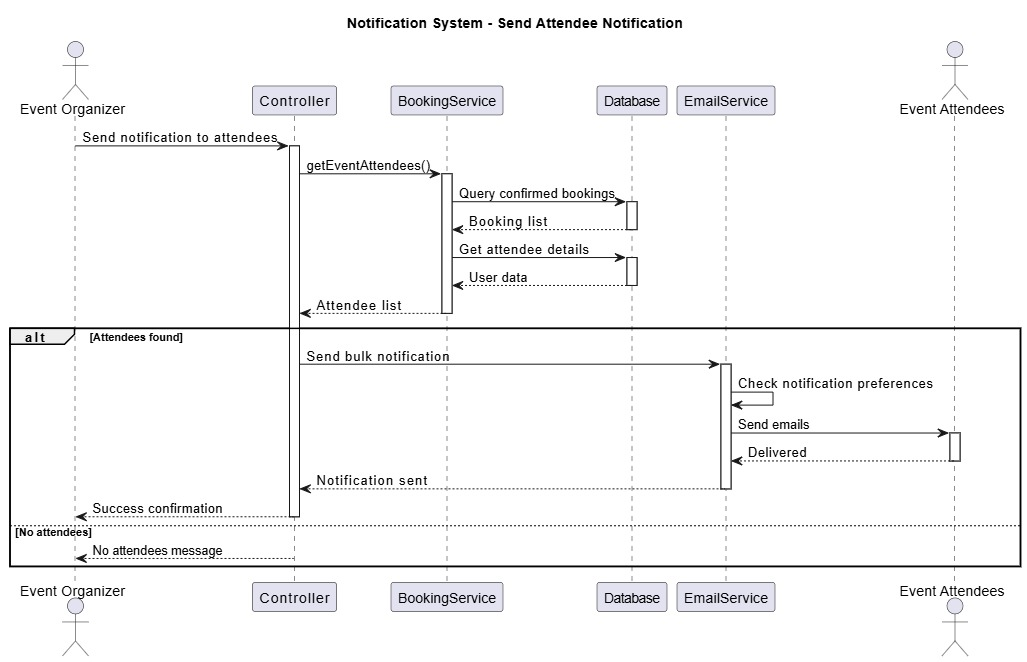 Notification System - Send Attendee Notification
Event Organizer
Controller
BookingService
Database
EmailService
Event Attendees
Send notification to attendees
getEventAttendees()
Query confirmed bookings
Booking list
Get attendee details
User data
Attendee list
alt [Attendees found]
Send bulk notification
Check notification preferences
Send emails
Delivered
Notification sent
Success confirmation
[No attendees]
No attendees message
Event Organizer
Controller
BookingService
Database
EmailService
Event Attendees